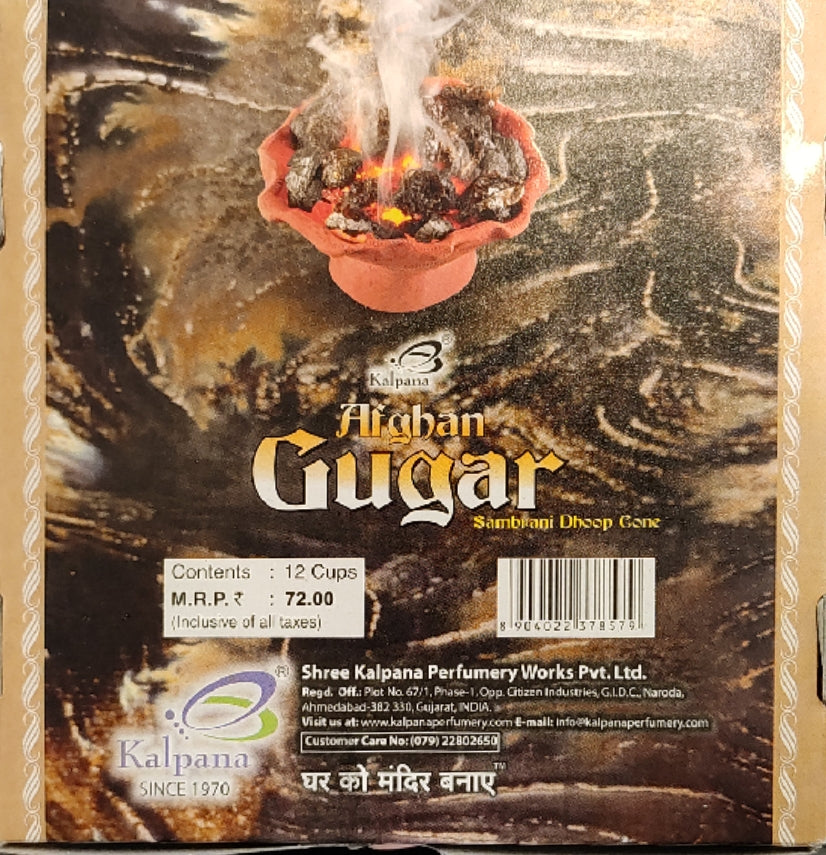 Kalpana
®
Afghan
Gugar
Sambrani Dhoop Cone
Contents : 12 Cups
M.R.P. ₹ : 72.00
(Inclusive of all taxes)
8 904022 378579
®
Kalpana
SINCE 1970
Shree Kalpana Perfumery Works Pvt. Ltd.
Regd. Off.: Plot No. 67/1, Phase-1, Opp. Citizen Industries, G.I.D.C., Naroda,
Ahmedabad-382 330, Gujarat, INDIA.
Visit us at: www.kalpanaperfumery.com E-mail: info@kalpanaperfumery.com
Customer Care No: (079) 22802650
घर को मंदिर बनाए™